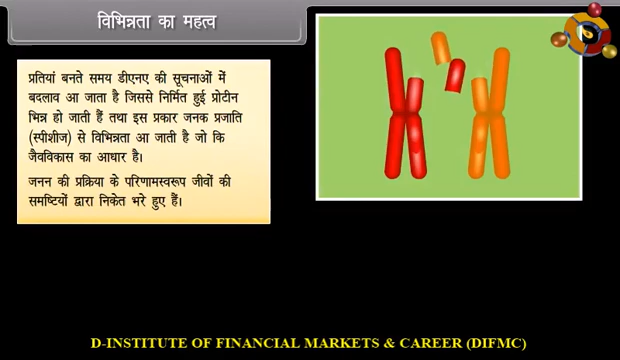 विभिन्नता का महत्व
प्रतियां बनते समय डीएनए की सूचनाओं में
बदलाव आ जाता है जिससे निर्मित हुई प्रोटीन
भिन्न हो जाती हैं तथा इस प्रकार जनक प्रजाति
(स्पीशीज) से विभिन्नता आ जाती है जो कि
जैवविकास का आधार है।
जनन की प्रक्रिया के परिणामस्वरूप जीवों की
समष्टियों द्वारा निकेत भरे हुए हैं।
D-INSTITUTE OF FINANCIAL MARKETS & CAREER (DIFMC)